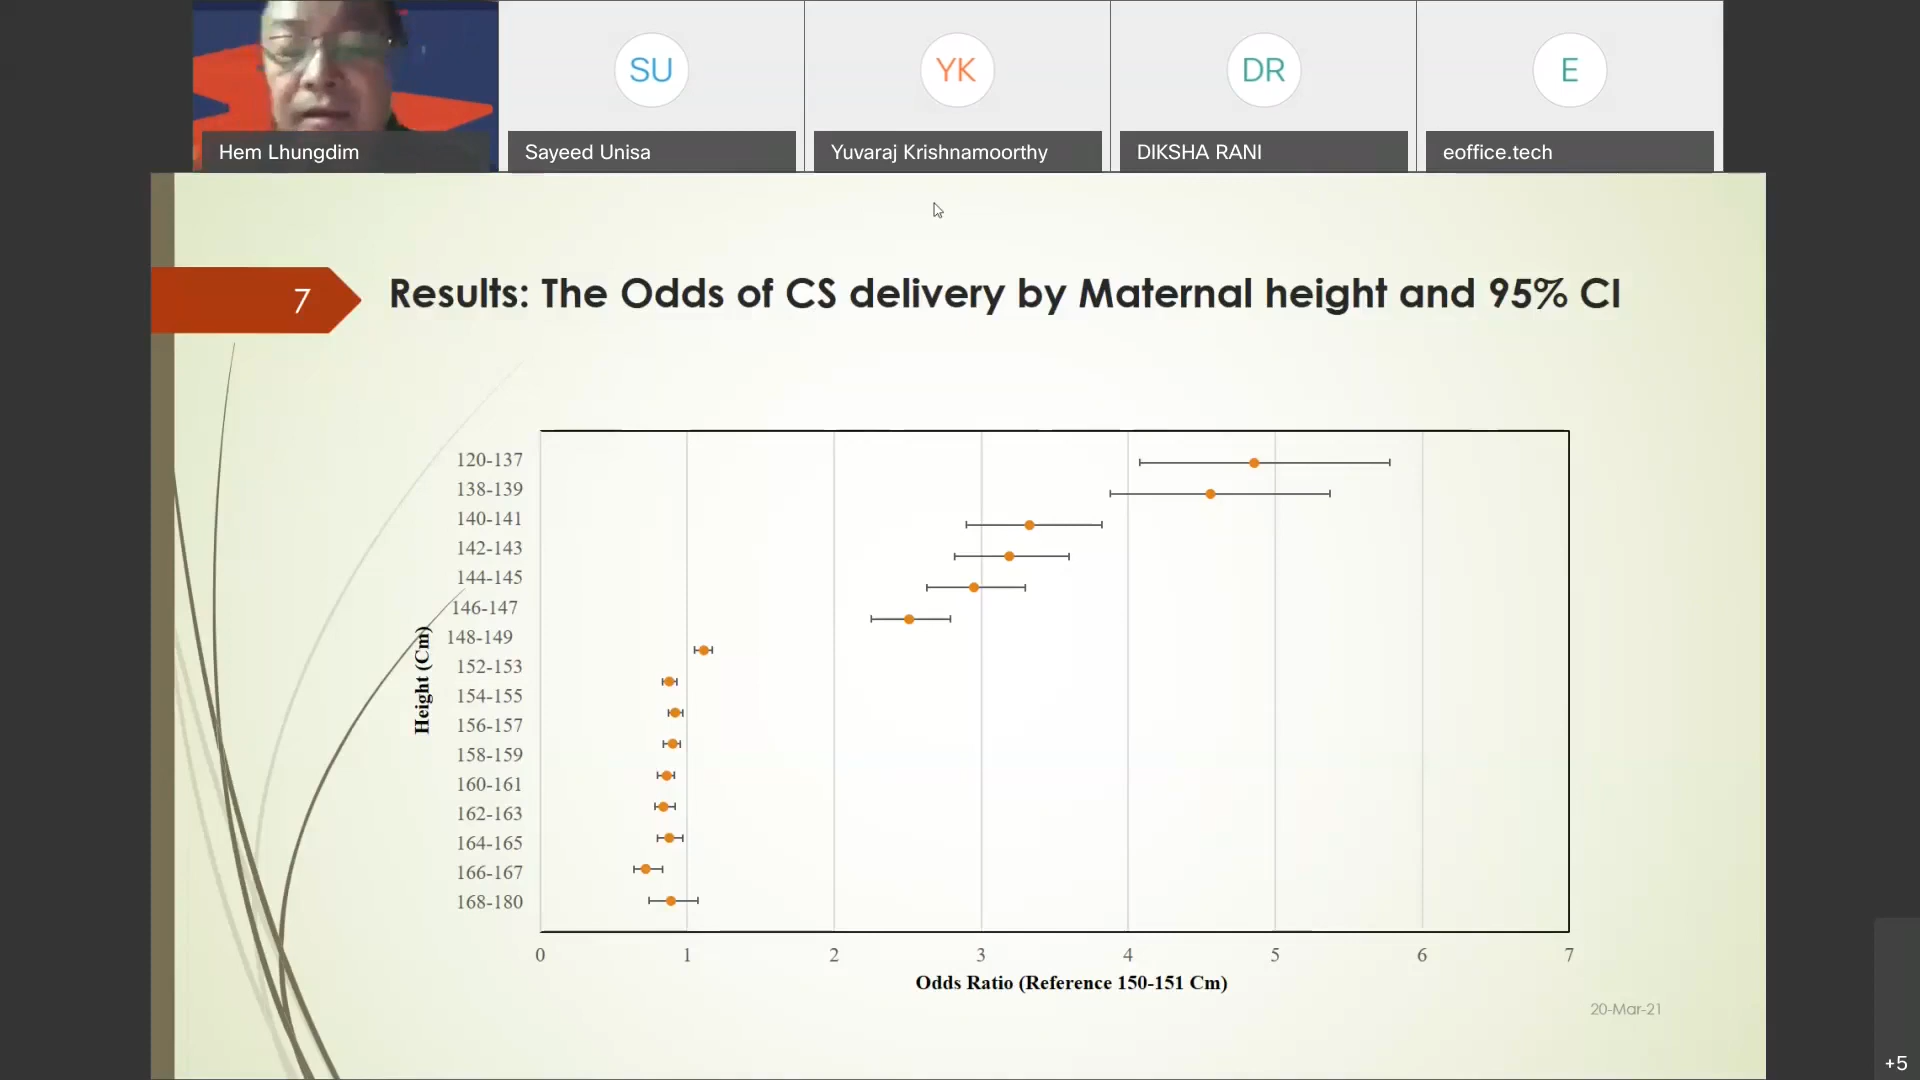 SU
YK
DR
E
Hem Lhungdim
Sayeed Unisa
Yuvaraj Krishnamoorthy
DIKSHA RANI
eoffice.tech
7
Results: The Odds of CS delivery by Maternal height and 95% CI
Height (Cm)
120-137
138-139
140-141
142-143
144-145
146-147
148-149
152-153
154-155
156-157
158-159
160-161
162-163
164-165
166-167
168-180
0 1 2 3 4 5 6 7
Odds Ratio (Reference 150-151 Cm)
20-Mar-21
+5